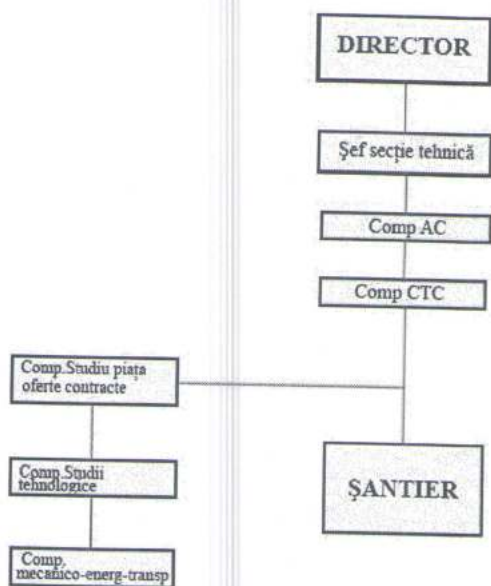 DIRECTOR
Şef secţie tehnică
Comp AC
Comp CTC
Comp.Studiu piaţa
oferte contracte
ŞANTIER
Comp.Studii
tehnologice
Comp,
mecanico-energ-transp